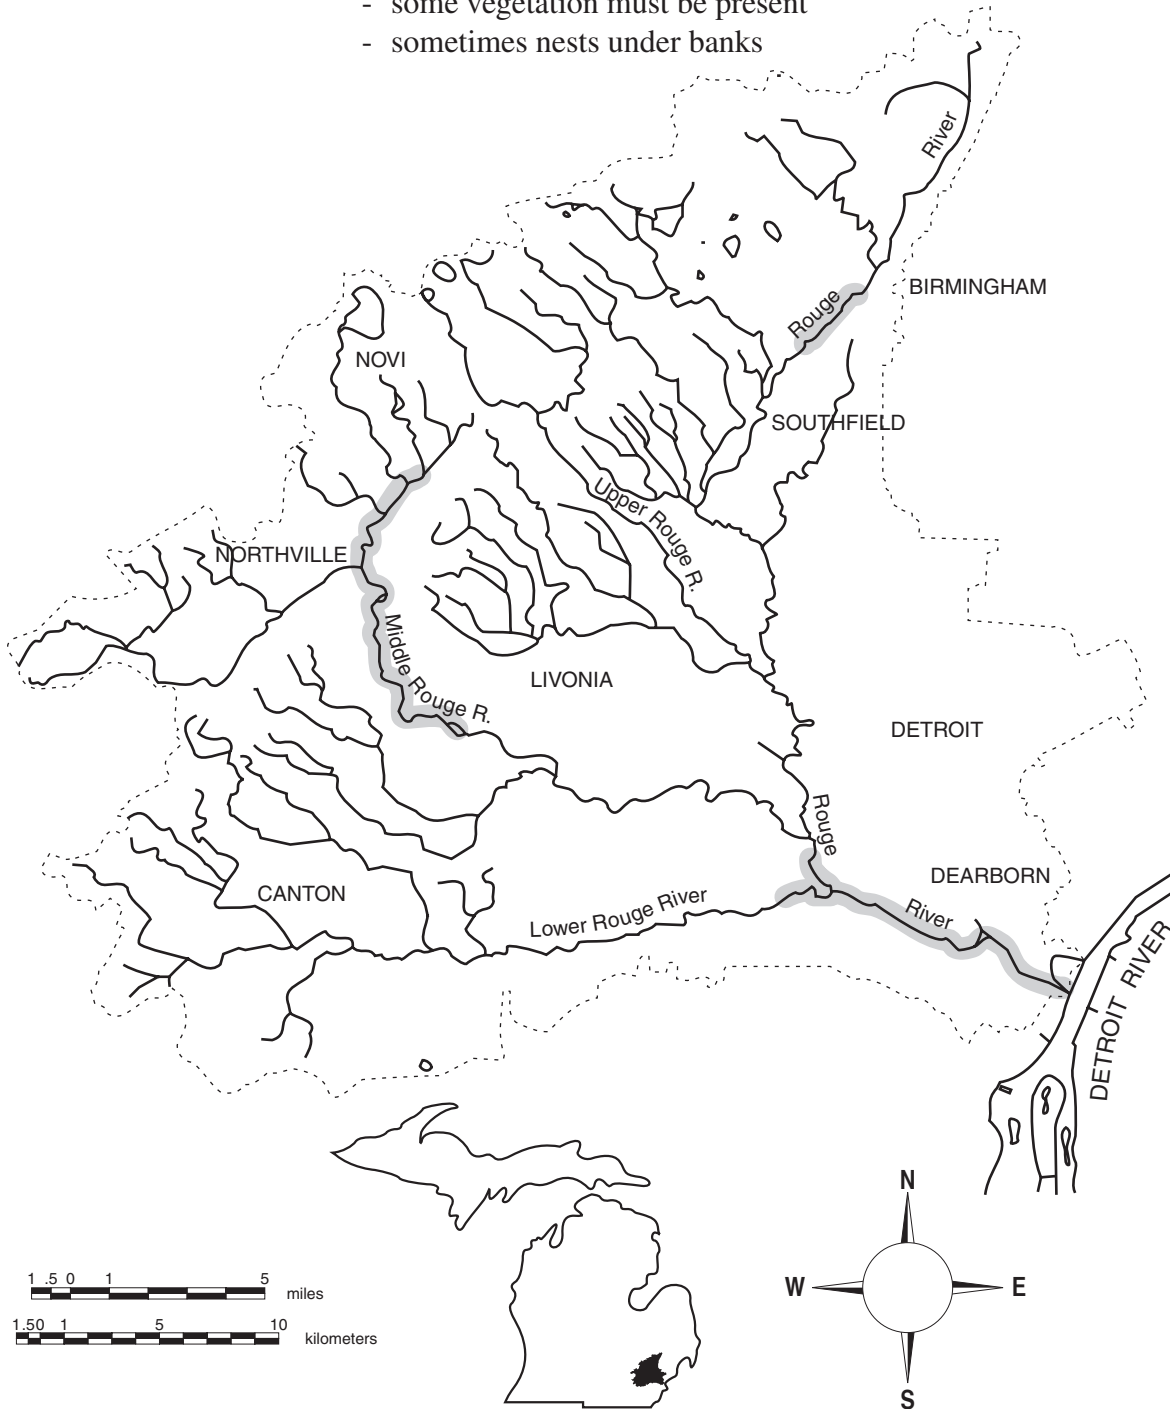 - some vegetation must be present
- sometimes nests under banks
River
BIRMINGHAM
Rouge
NOVI
SOUTHFIELD
Upper Rouge R.
NORTHVILLE
Middle Rouge R.
LIVONIA
DETROIT
Rouge
DEARBORN
CANTON
Lower Rouge River
River
DETROIT RIVER
N
W E
S
1 .5 0 1 5
miles
1.50 1 5 10
kilometers